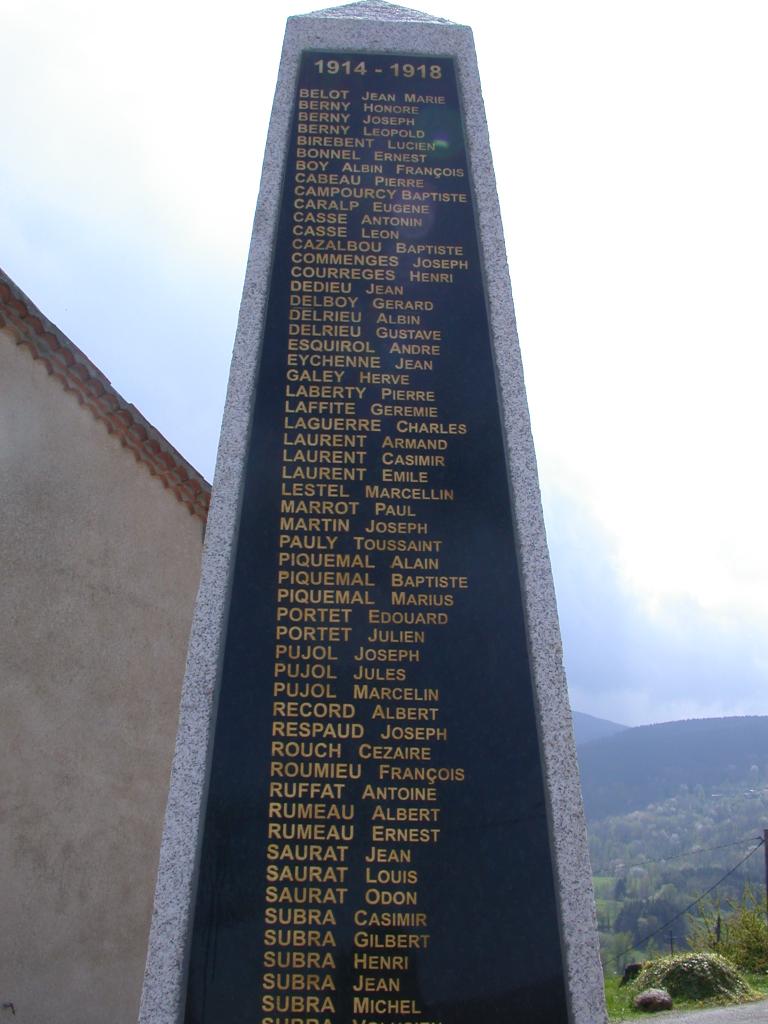 1914 - 1918
BELOT JEAN MARIE
BERNY HONORE
BERNY JOSEPH
BERNY LEOPOLD
BIREBENT LUCIEN
BONNEL ERNEST
BOY ALBIN FRANÇOIS
CABEAU PIERRE
CAMPOURCY BAPTISTE
CARALP EUGENE
CASSE ANTONIN
CASSE LEON
CAZALBOU BAPTISTE
COMMENGES JOSEPH
COURREGES HENRI
DEDIEU JEAN
DELBOY GERARD
DELRIEU ALBIN
DELRIEU GUSTAVE
ESQUIROL ANDRE
EYCHENNE JEAN
GALEY HERVE
LABERTY PIERRE
LAFFITE GEREMIE
LAGUERRE CHARLES
LAURENT ARMAND
LAURENT CASIMIR
LAURENT EMILE
LESTEL MARCELLIN
MARROT PAUL
MARTIN JOSEPH
PAULY TOUSSAINT
PIQUEMAL ALAIN
PIQUEMAL BAPTISTE
PIQUEMAL MARIUS
PORTET EDOUARD
PORTET JULIEN
PUJOL JOSEPH
PUJOL JULES
PUJOL MARCELIN
RECORD ALBERT
RESPAUD JOSEPH
ROUCH CEZAIRE
ROUMIEU FRANÇOIS
RUFFAT ANTOINE
RUMEAU ALBERT
RUMEAU ERNEST
SAURAT JEAN
SAURAT LOUIS
SAURAT ODON
SUBRA CASIMIR
SUBRA GILBERT
SUBRA HENRI
SUBRA JEAN
SUBRA MICHEL
SUBRA